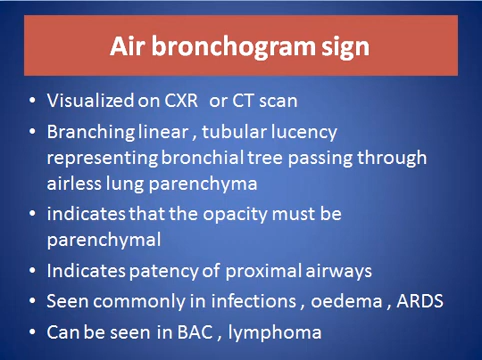 Air bronchogram sign
• Visualized on CXR or CT scan
• Branching linear , tubular lucency
representing bronchial tree passing through
airless lung parenchyma
• indicates that the opacity must be
parenchymal
• Indicates patency of proximal airways
• Seen commonly in infections , oedema , ARDS
• Can be seen in BAC , lymphoma